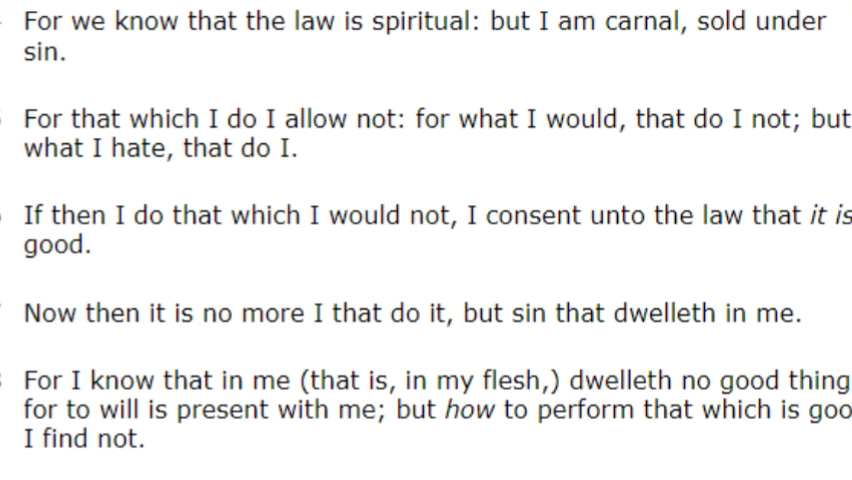 For we know that the law is spiritual: but I am carnal, sold under
sin.
For that which I do I allow not: for what I would, that do I not; but
what I hate, that do I.
If then I do that which I would not, I consent unto the law that it is
good.
Now then it is no more I that do it, but sin that dwelleth in me.
For I know that in me (that is, in my flesh,) dwelleth no good thing
for to will is present with me; but how to perform that which is goo
I find not.